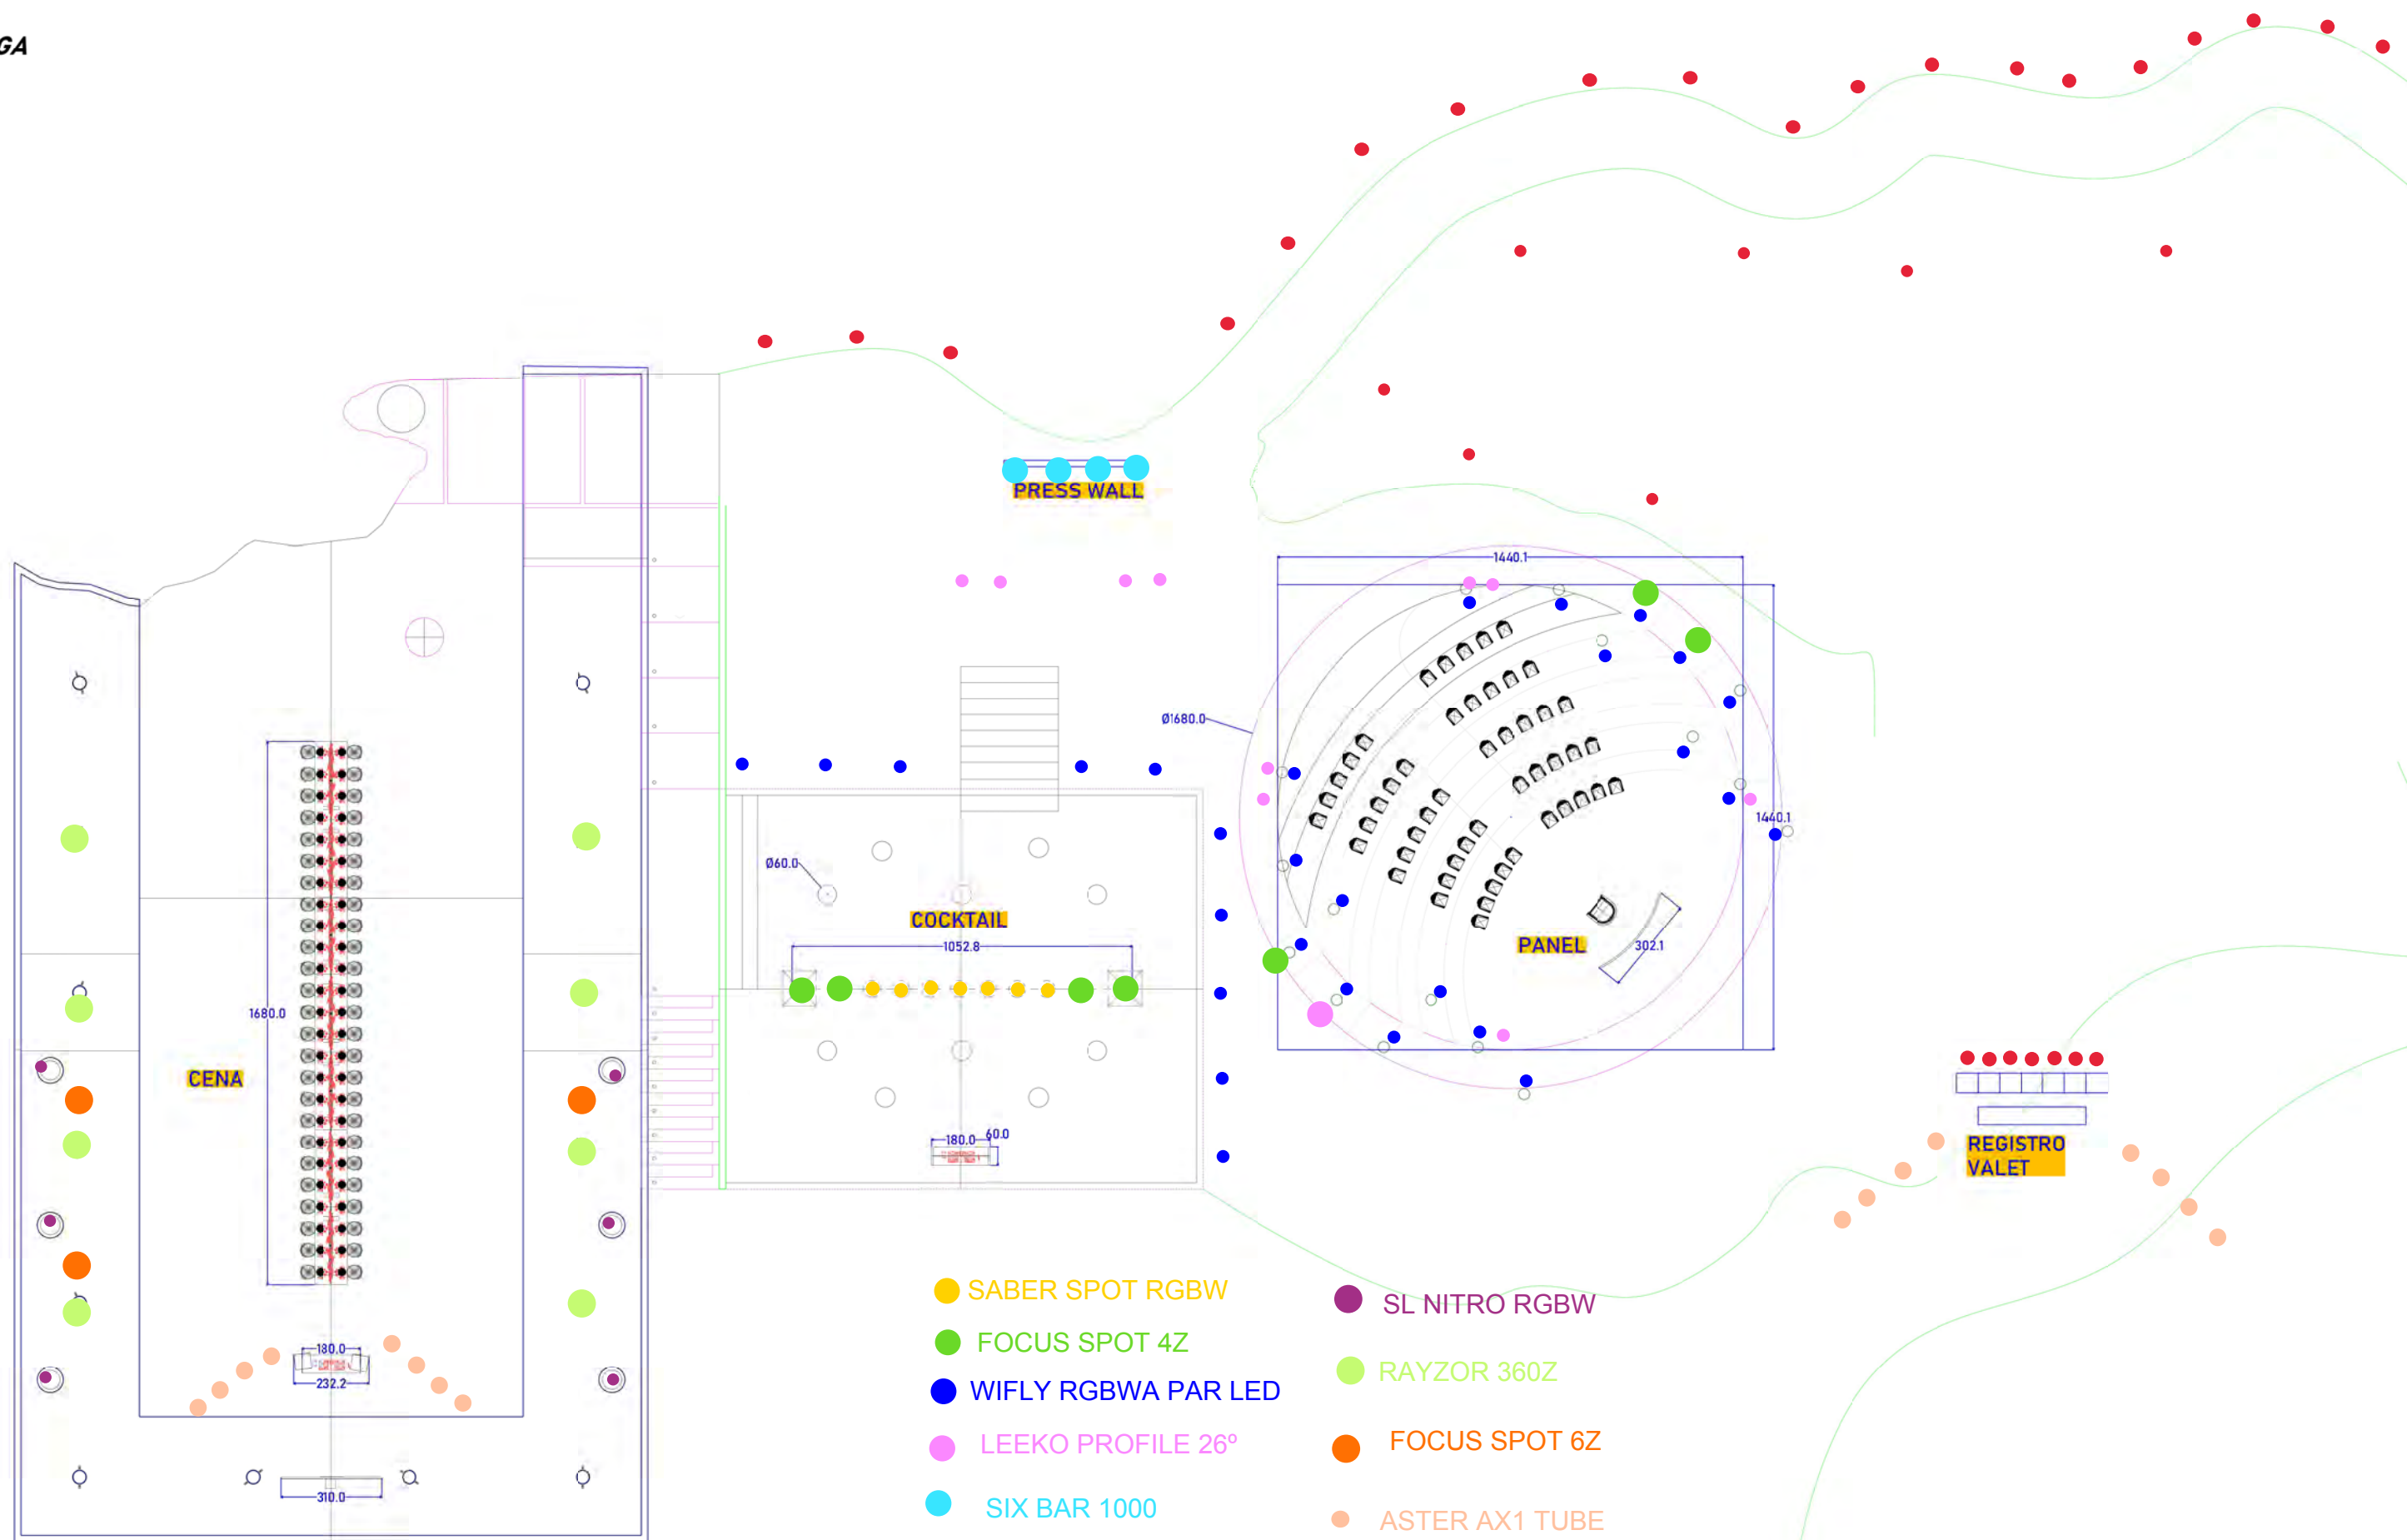 GA
PRESS WALL
1440.1
Ø1680.0
1440.1
Ø60.0
COCKTAIL
1052.8
PANEL
302.1
1680.0
CENA
180.0
60.0
REGISTRO
VALET
180.0
232.2
310.0
SABER SPOT RGBW
FOCUS SPOT 4Z
WIFLY RGBWA PAR LED
LEEKO PROFILE 26º
SIX BAR 1000
SL NITRO RGBW
RAYZOR 360Z
FOCUS SPOT 6Z
ASTER AX1 TUBE